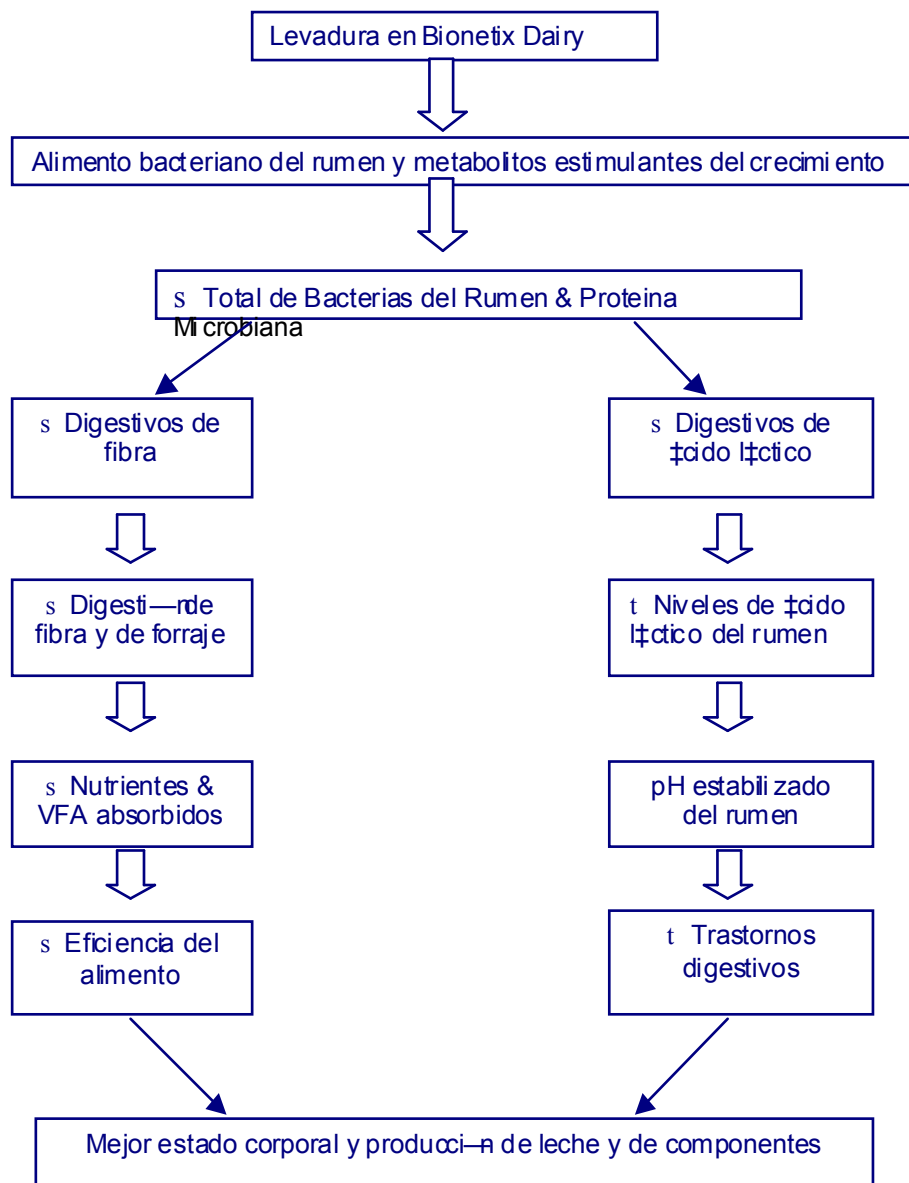 Levadura en Bionetix Dairy
Alimento bacteriano del rumen y metabolitos estimulantes del crecimiento
s Total de Bacterias del Rumen & Proteina
Microbiana
s Digestivos de
fibra
s Digestivos de
‡cido l‡ctico
s Digesti—nde
fibra y de forraje
t Niveles de ‡cido
l‡ctico del rumen
s Nutrientes &
VFA absorbidos
pH estabilizado
del rumen
s Eficiencia del
alimento
t Trastornos
digestivos
Mejor estado corporal y producci—n de leche y de componentes